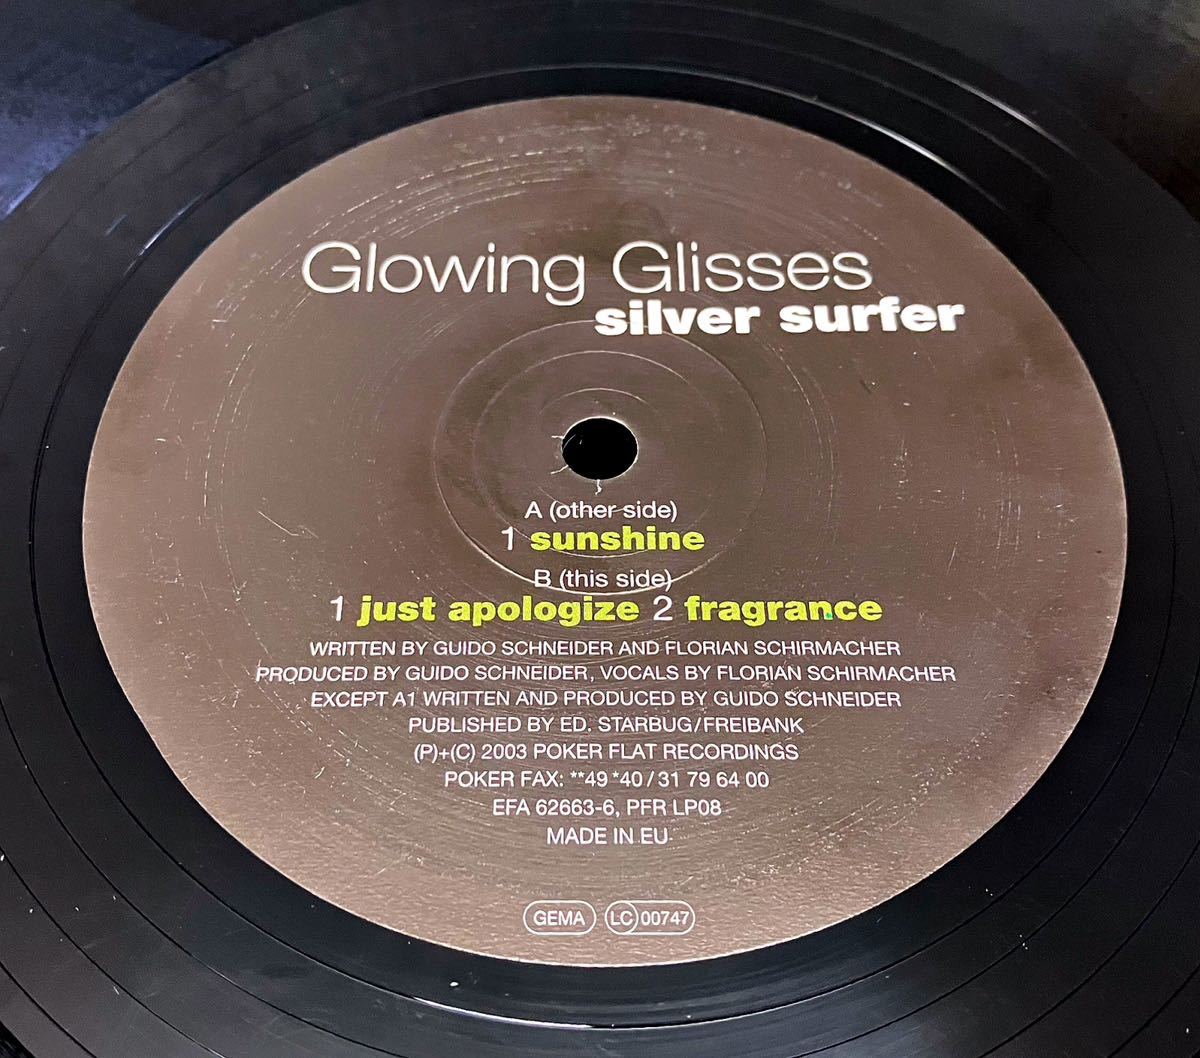 Glowing Glisses
silver surfer
A (other side)
1 sunshine
B (this side)
1 just apologize 2 fragrance
WRITTEN BY GUIDO SCHNEIDER AND FLORIAN SCHIRMACHER
PRODUCED BY GUIDO SCHNEIDER, VOCALS BY FLORIAN SCHIRMACHER
EXCEPT A1 WRITTEN AND PRODUCED BY GUIDO SCHNEIDER
PUBLISHED BY ED. STARBUG/FREIBANK
(P)+(C) 2003 POKER FLAT RECORDINGS
POKER FAX: **49 *40 / 31 79 64 00
EFA 62663-6, PFR LP08
MADE IN EU
GEMA LC 00747